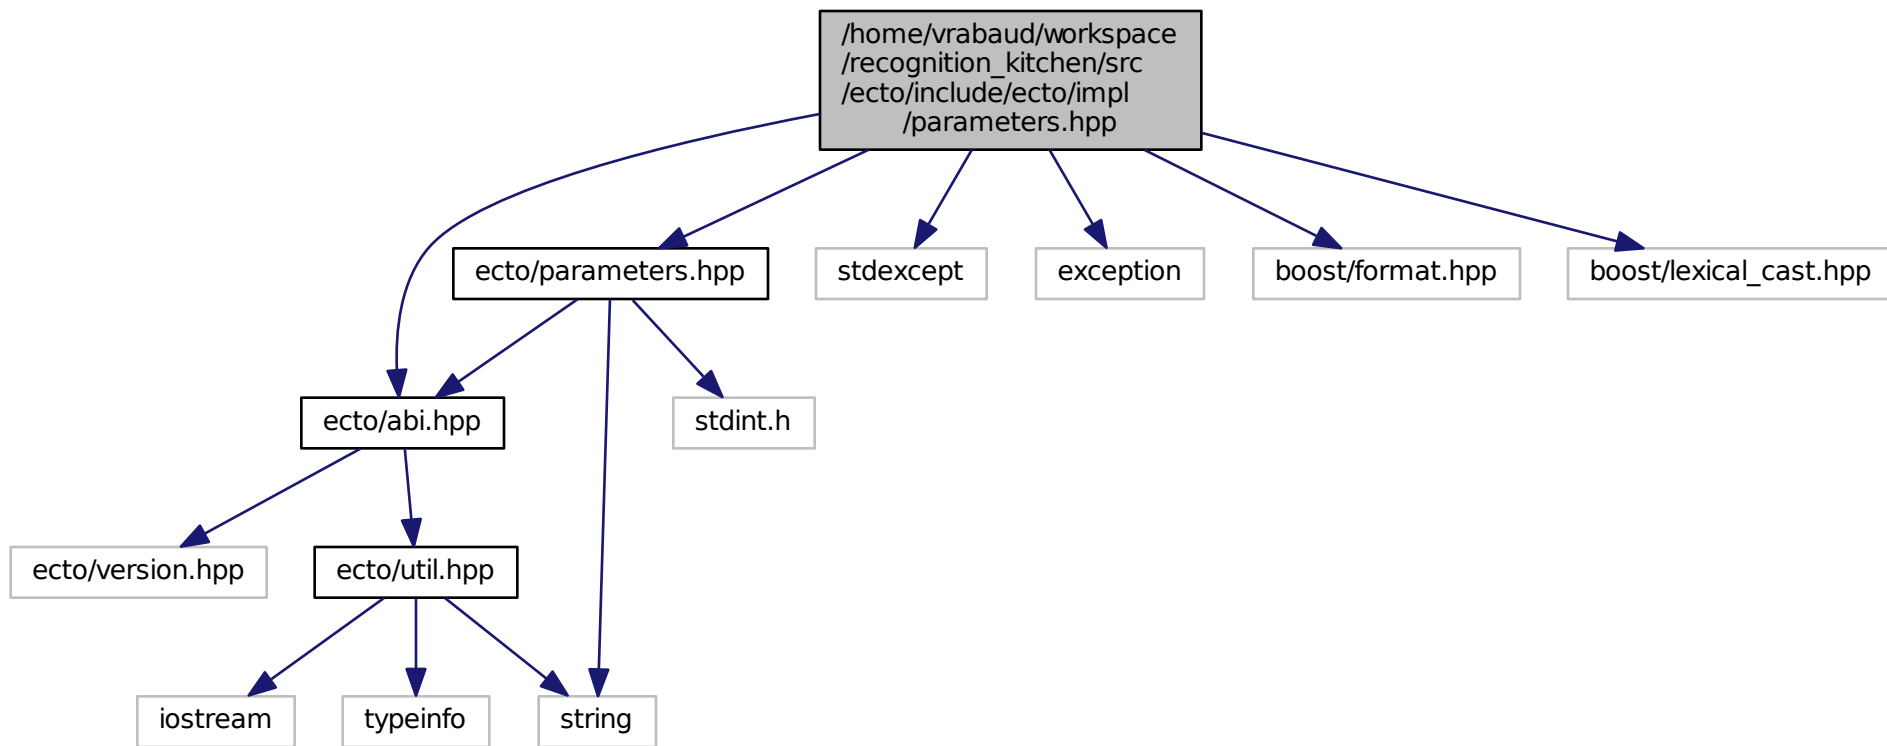 /home/vrabaud/workspace
/recognition_kitchen/src
/ecto/include/ecto/impl
/parameters.hpp
ecto/parameters.hpp
stdexcept
exception
boost/format.hpp
boost/lexical_cast.hpp
ecto/abi.hpp
stdint.h
ecto/version.hpp
ecto/util.hpp
iostream
typeinfo
string